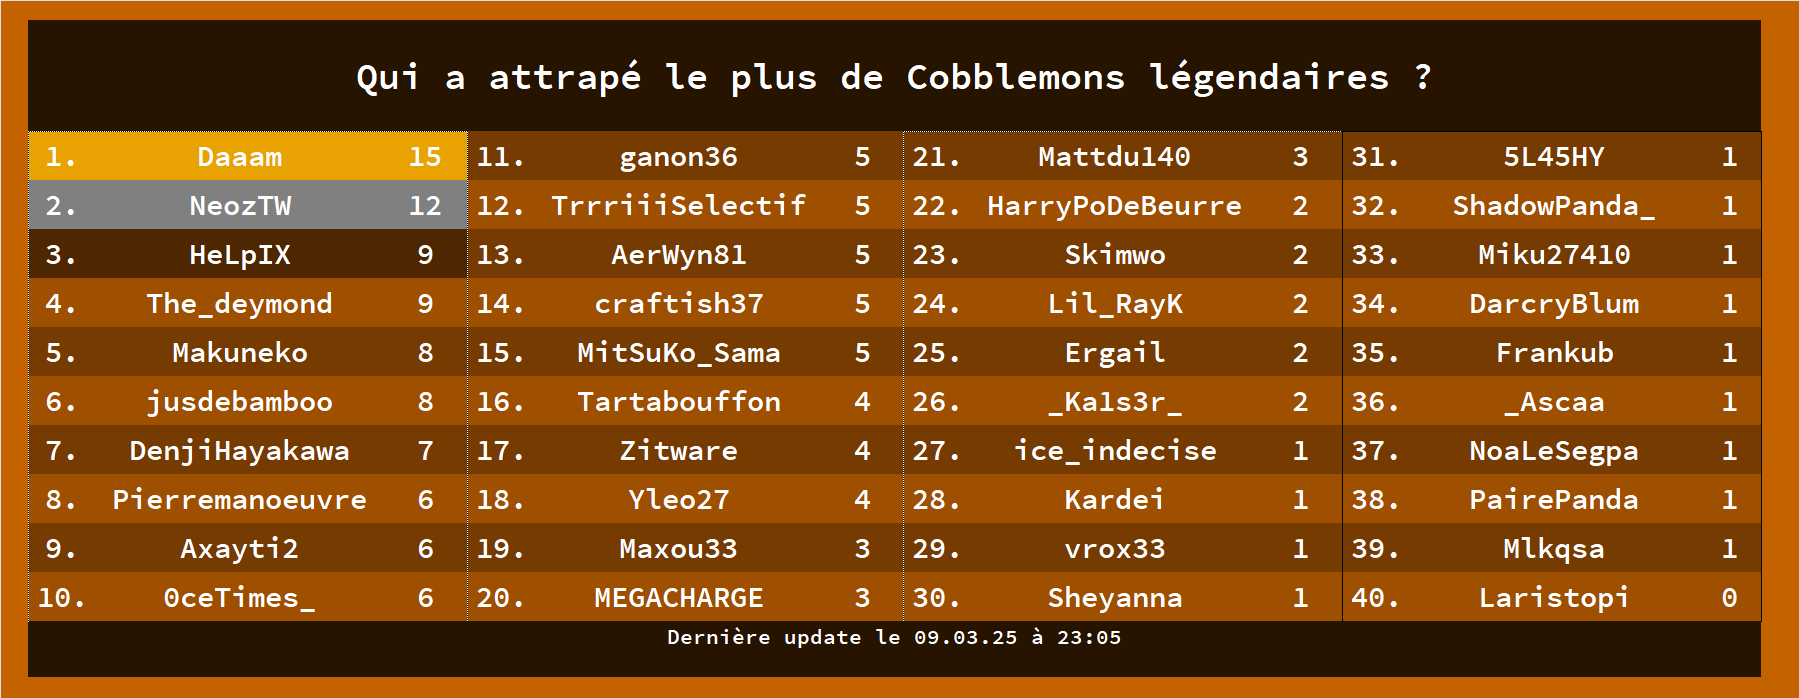 Qui a attrapé le plus de Cobblemons légendaires ?
1. Daaam 15 11. ganon36 5 21. Mattdu140 3 31. 5L45HY 1
2. NeozTW 12 12. TrrriiiSelectif 5 22. HarryPoDeBeurre 2 32. ShadowPanda_ 1
3. HeLpIX 9 13. AerWyn81 5 23. Skimwo 2 33. Miku27410 1
4. The_deymond 9 14. craftish37 5 24. Lil_RayK 2 34. DarcryBlum 1
5. Makuneko 8 15. MitSuKo_Sama 5 25. Ergail 2 35. Frankub 1
6. jusdebamboo 8 16. Tartabouffon 4 26. _Ka1s3r_ 2 36. _Ascaa 1
7. DenjiHayakawa 7 17. Zitware 4 27. ice_indecise 1 37. NoaLeSegpa 1
8. Pierremanoeuvre 6 18. Yleo27 4 28. Kardei 1 38. PairePanda 1
9. Axayti2 6 19. Maxou33 3 29. vrox33 1 39. Mlkqsa 1
10. 0ceTimes_ 6 20. MEGACHARGE 3 30. Sheyanna 1 40. Laristopi 0
Dernière update le 09.03.25 à 23:05